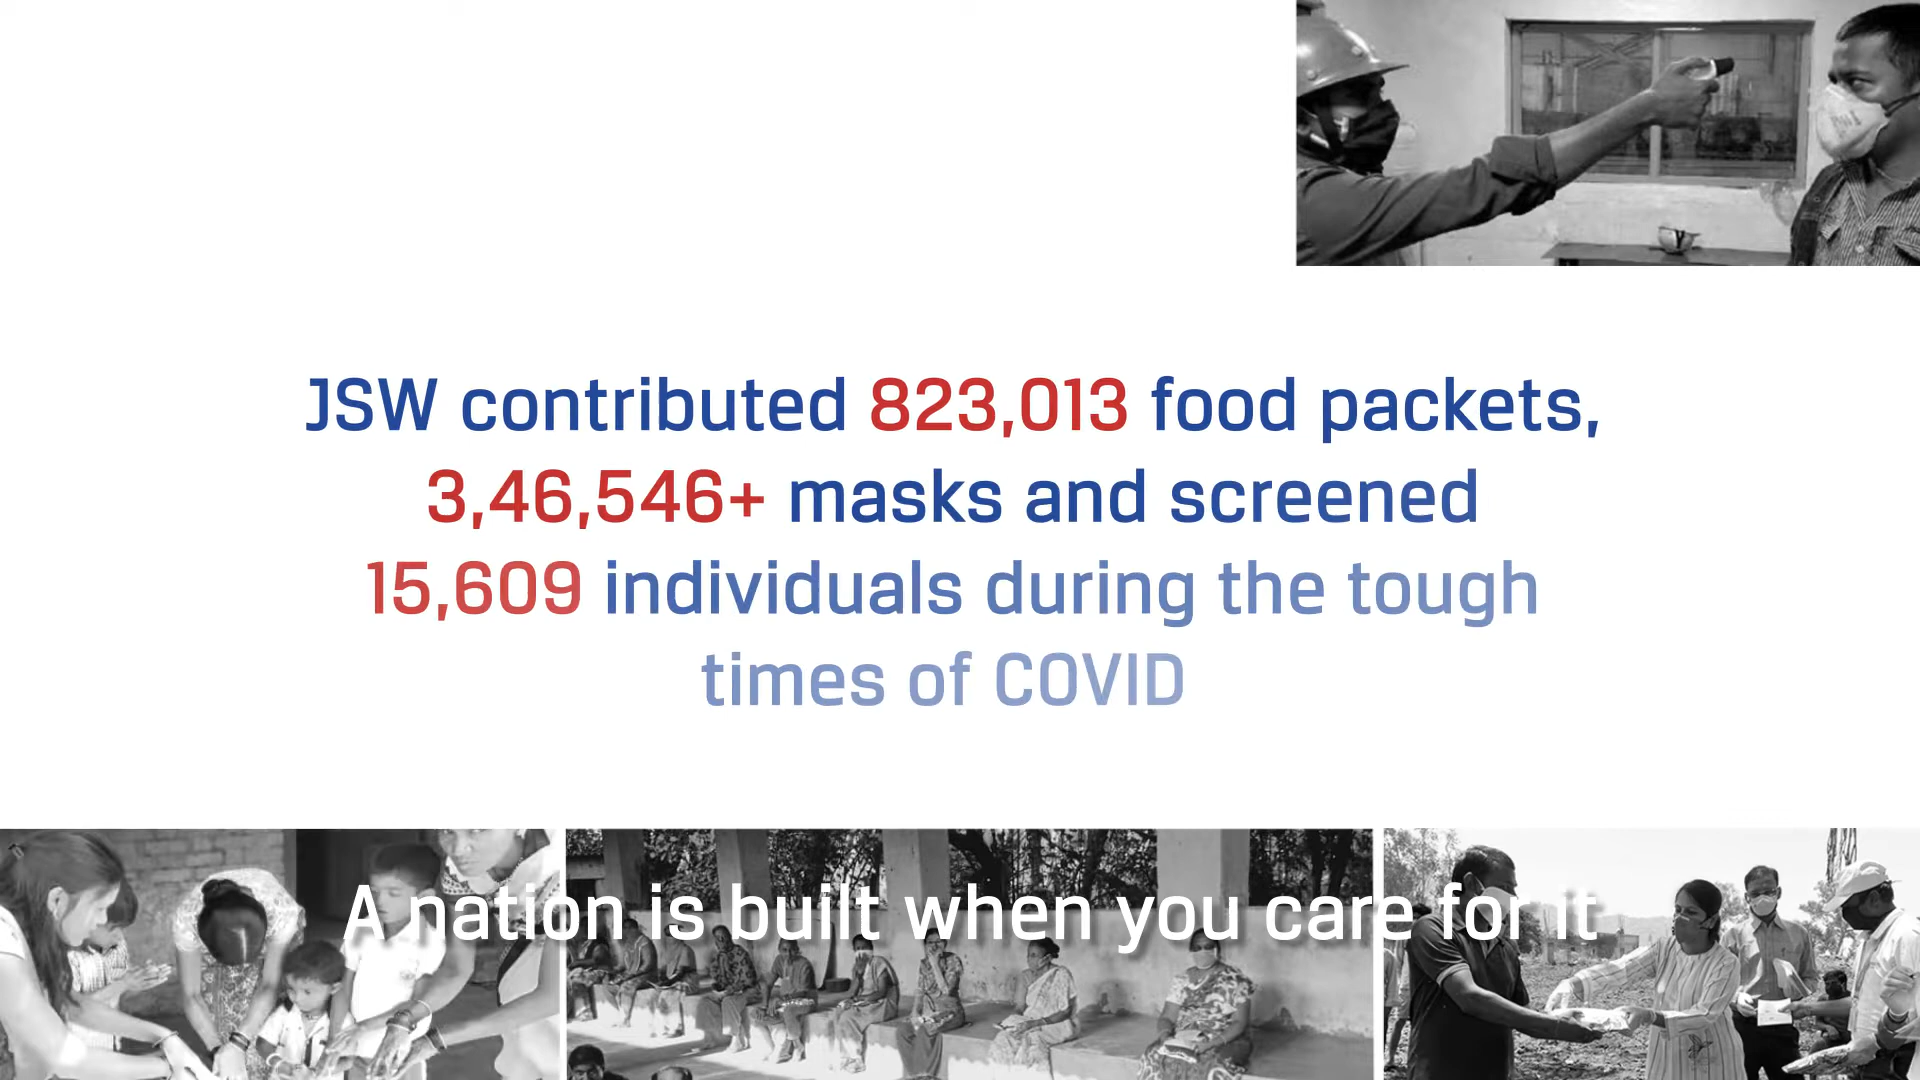 JSW contributed 823,013 food packets,
3,46,546+ masks and screened
15,609 individuals during the tough
times of COVID
A nation is built when you care for it